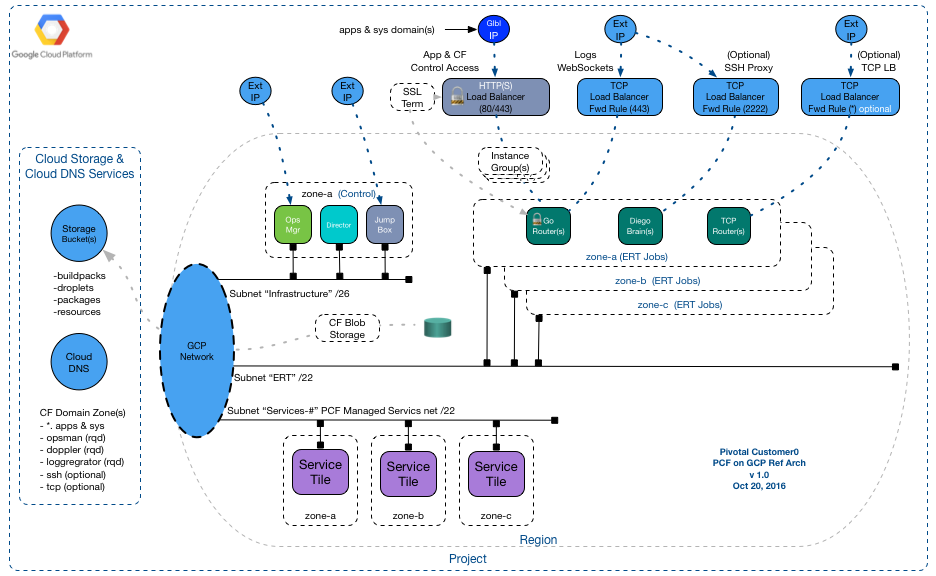 Google Cloud Platform
apps & sys domain(s)
Glbl
IP
Ext
IP
Ext
IP
App & CF
Control Access
Logs
WebSockets
(Optional)
SSH Proxy
(Optional)
TCP LB
Ext
IP
Ext
IP
SSL
Term
HTTP(S)
Load Balancer
(80/443)
TCP
Load Balancer
Fwd Rule (443)
TCP
Load Balancer
Fwd Rule (2222)
TCP
Load Balancer
Fwd Rule (*) optional
Cloud Storage &
Cloud DNS Services
Storage
Bucket(s)
-buildpacks
-droplets
-packages
-resources
Cloud
DNS
CF Domain Zone(s)
- *. apps & sys
- opsman (rqd)
- doppler (rqd)
- loggregrator (rqd)
- ssh (optional)
- tcp (optional)
Instance
Group(s)
zone-a (Control)
Ops
Mgr
Director
Jump
Box
Go
Router(s)
Diego
Brain(s)
TCP
Router(s)
zone-a (ERT Jobs)
zone-b (ERT Jobs)
zone-c (ERT Jobs)
Subnet “Infrastructure” /26
GCP
Network
CF Blob
Storage
Subnet “ERT” /22
Subnet “Services-#” PCF Managed Servics net /22
Service
Tile
zone-a
Service
Tile
zone-b
Service
Tile
zone-c
Pivotal Customer0
PCF on GCP Ref Arch
v 1.0
Oct 20, 2016
Region
Project